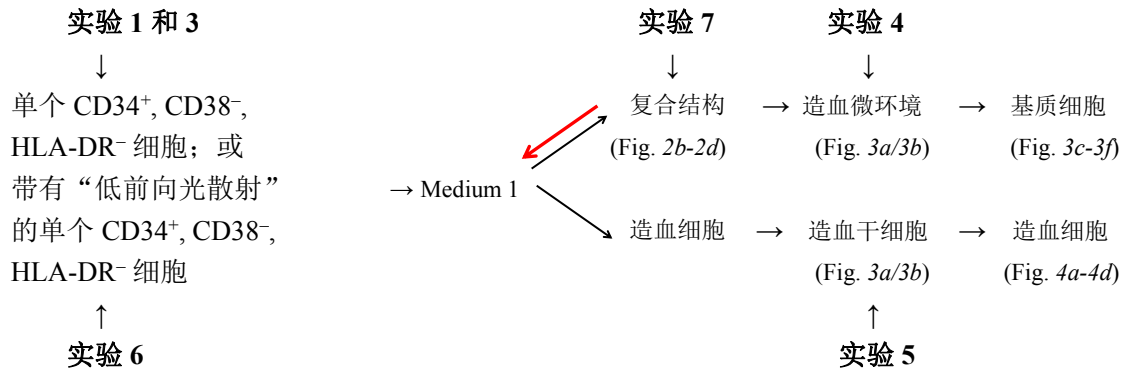 实验 1 和 3 实验 7 实验 4
↓ ↓ ↓
单个 CD34⁺, CD38⁻, 复合结构 → 造血微环境 → 基质细胞
HLA-DR⁻ 细胞；或 (Fig. 2b-2d) (Fig. 3a/3b) (Fig. 3c-3f)
带有“低前向光散射” → Medium 1
的单个 CD34⁺, CD38⁻, 造血细胞 → 造血干细胞 → 造血细胞
HLA-DR⁻ 细胞 (Fig. 3a/3b) (Fig. 4a-4d)
↑ ↑
实验 6 实验 5